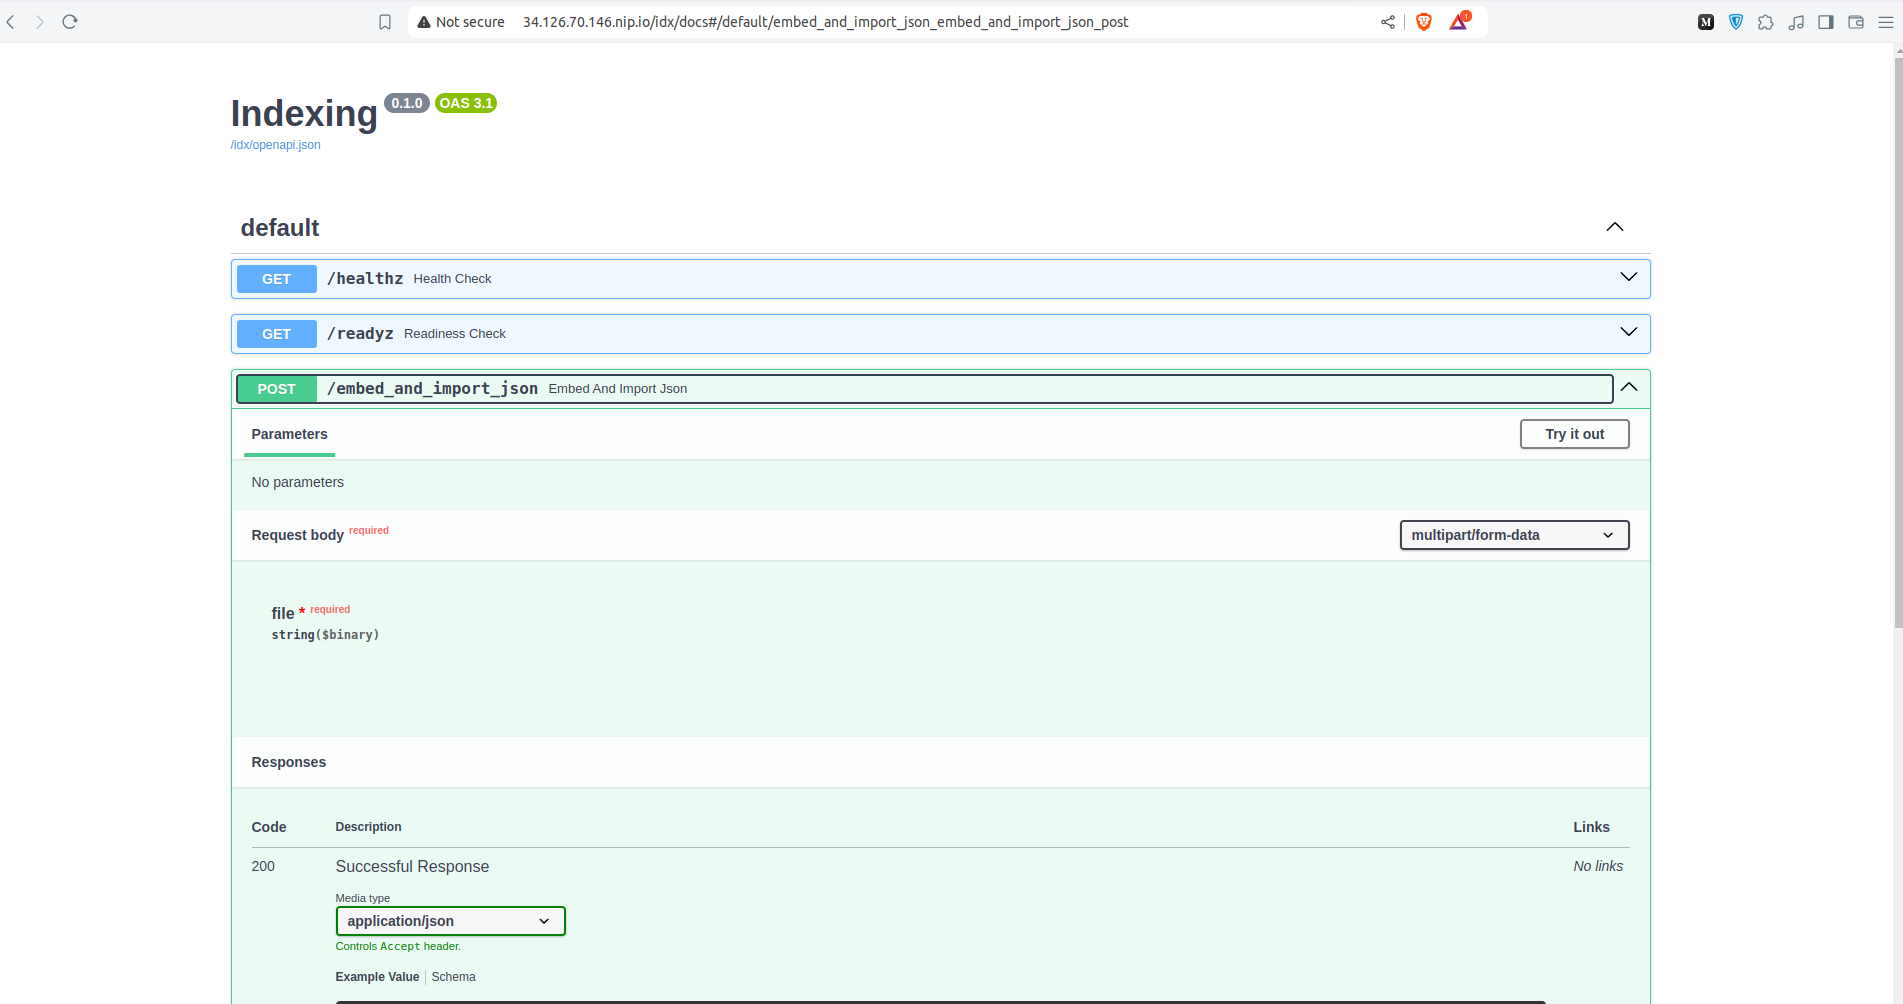 Not secure 34.126.70.146.nip.io/idx/docs#/default/embed_and_import_json_embed_and_import_json_post
1
M
Indexing 0.1.0 OAS 3.1
/idx/openapi.json
default
GET /healthz Health Check
GET /readyz Readiness Check
POST /embed_and_import_json Embed And Import Json
Parameters Try it out
No parameters
Request body required multipart/form-data
file * required
string($binary)
Responses
Code Description Links
200 Successful Response No links
Media type
application/json
Controls Accept header.
Example Value Schema